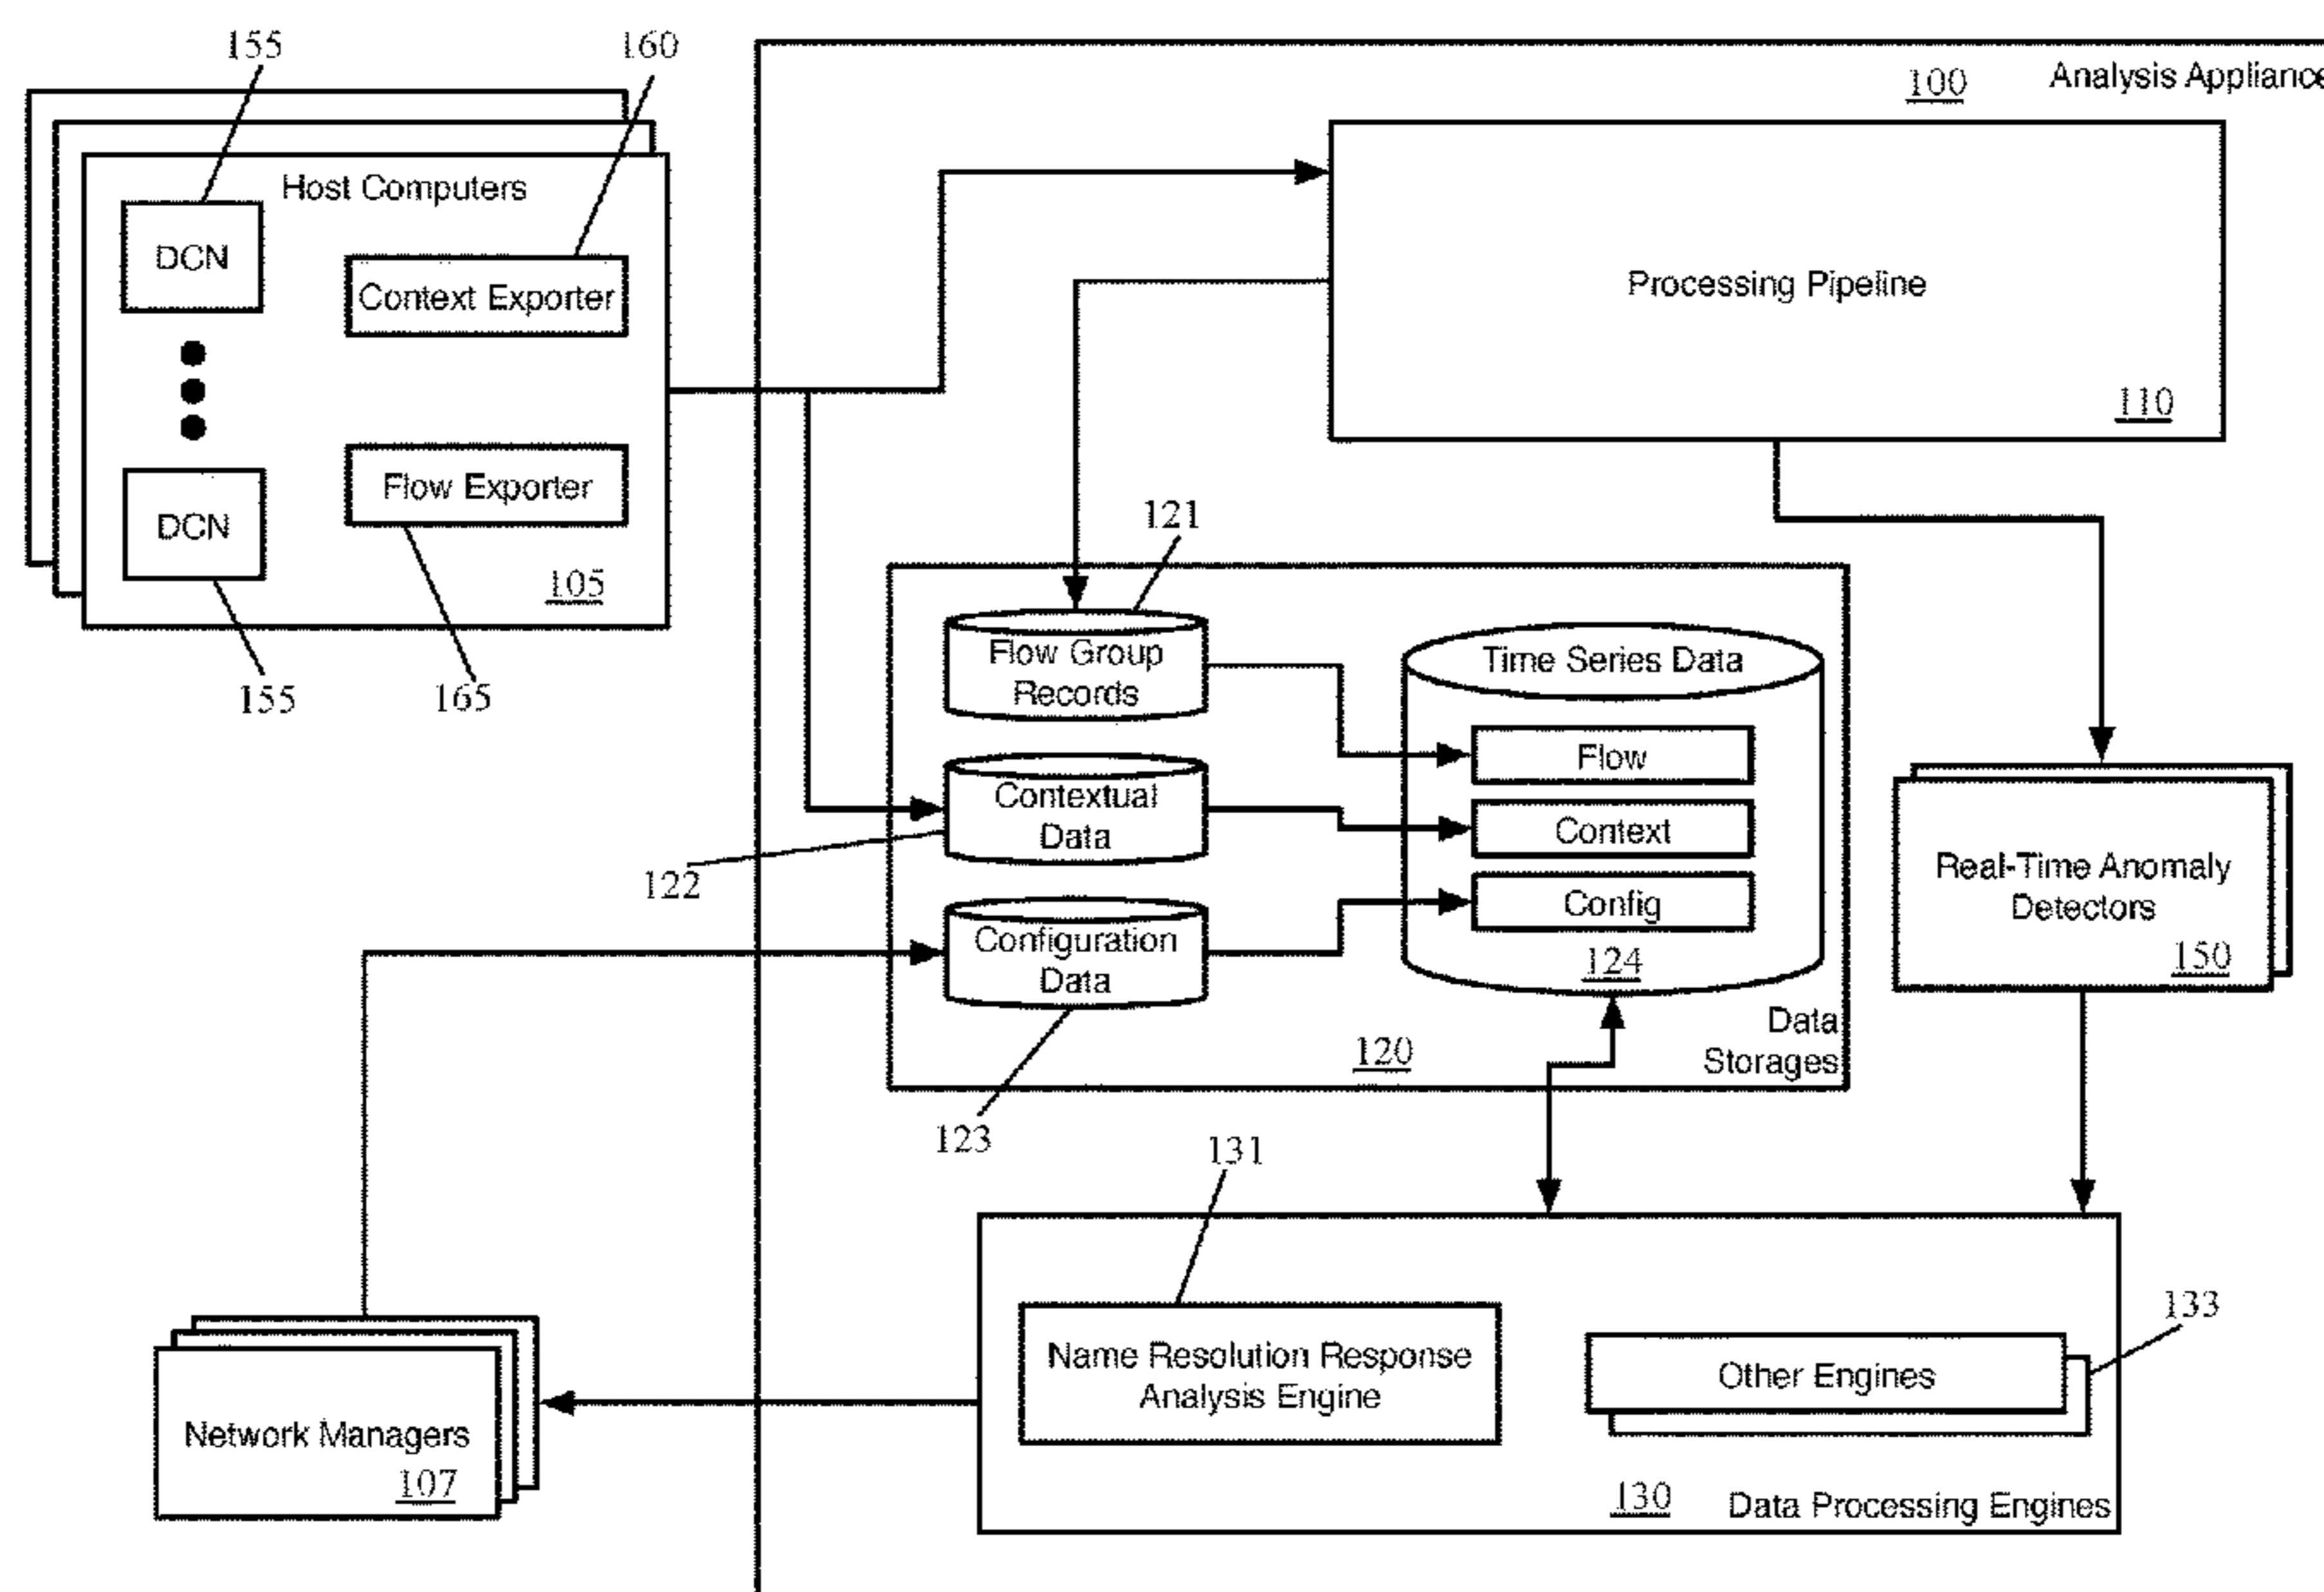 155
160
100
Analysis Appliance
Host Computers
DCN
Context Exporter
Processing Pipeline
110
Flow Exporter
DCN
105
155
165
121
Flow Group
Records
Time Series Data
Flow
Contextual
Data
Context
122
Config
Configuration
Data
124
123
120
Data
Storages
Real-Time Anomaly
Detectors
150
131
133
Name Resolution Response
Analysis Engine
Other Engines
130
Data Processing Engines
Network Managers
107